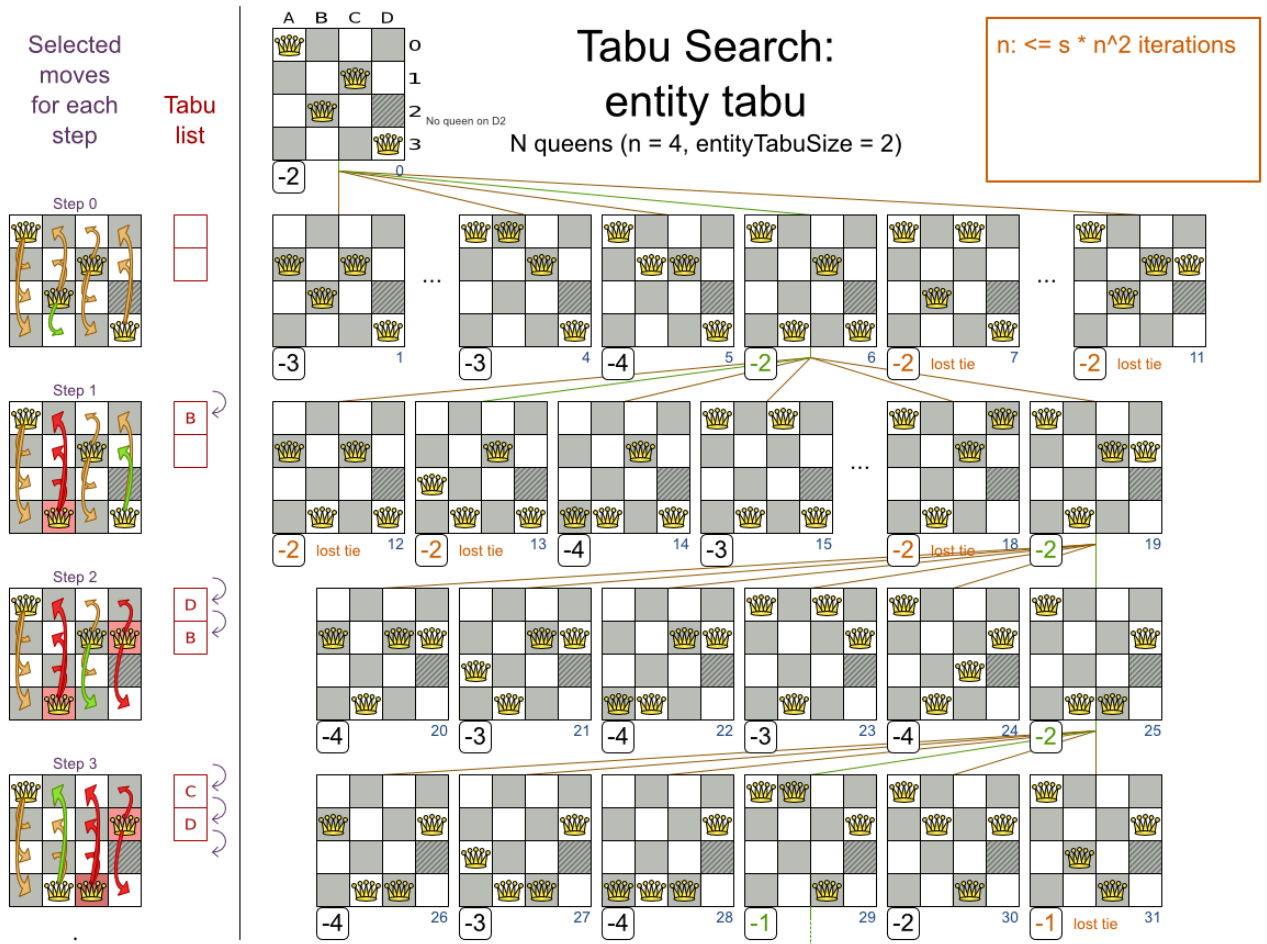 Selected
moves
for each
step
Tabu
list
A B C D
0
1
2 No queen on D2
3
-2 0
Tabu Search:
entity tabu
N queens (n = 4, entityTabuSize = 2)
n: <= s * n^2 iterations
Step 0
...
...
-3 1
-3 4
-4 5
-2 6
-2 lost tie 7
-2 lost tie 11
Step 1
B
...
-2 lost tie 12
-2 lost tie 13
-4 14
-3 15
-2 lost tie 18
-2 19
Step 2
D
B
-4 20
-3 21
-4 22
-3 23
-4 24
-2 25
Step 3
C
D
-4 26
-3 27
-4 28
-1 29
-2 30
-1 lost tie 31
.